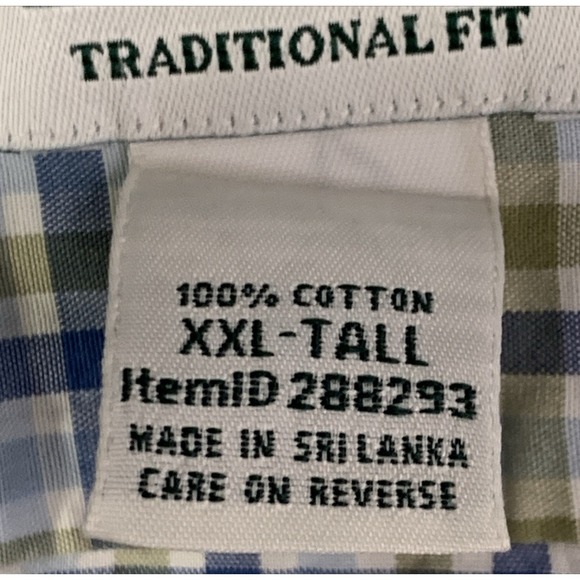 TRADITIONAL FIT
100% COTTON
XXL-TALL
ItemID 288293
MADE IN SRI LANKA
CARE ON REVERSE